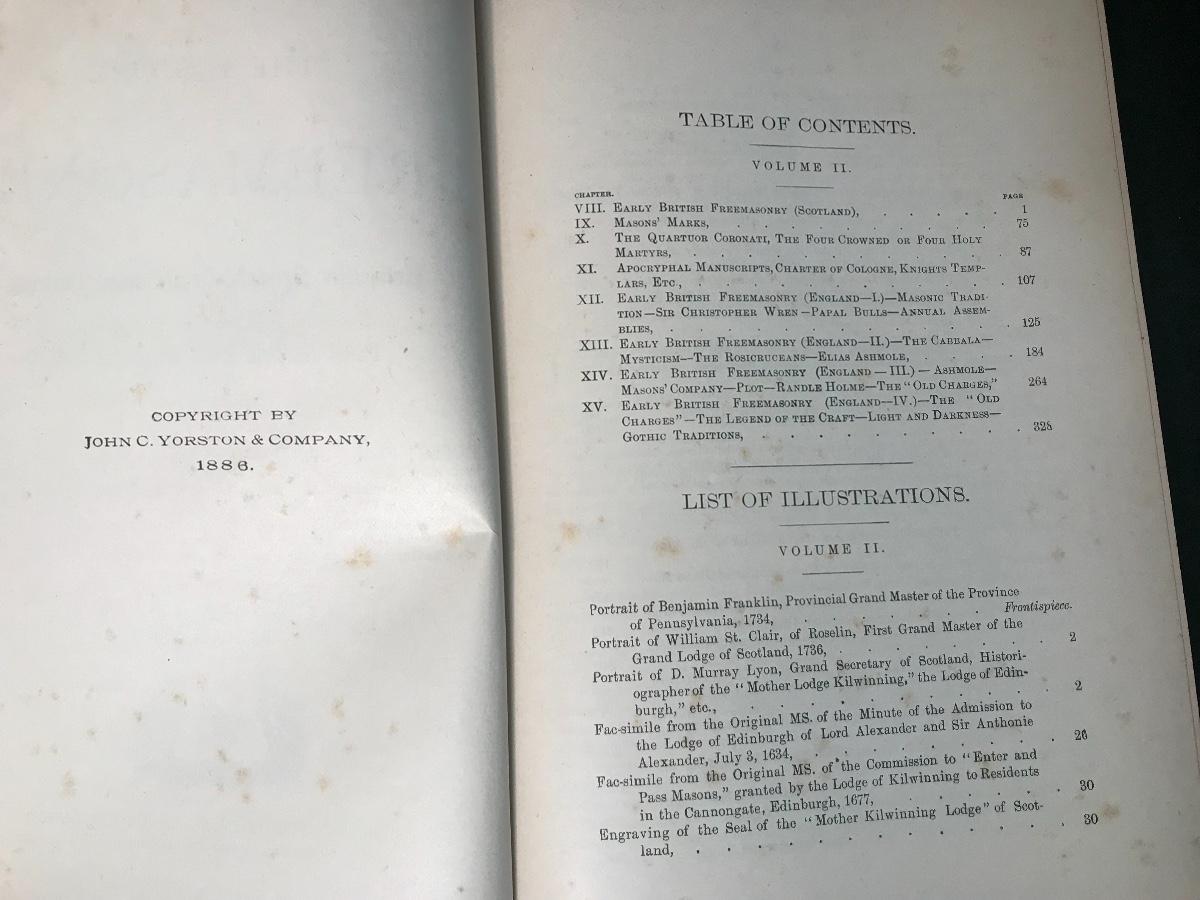 COPYRIGHT BY
JOHN C. YORSTON & COMPANY,
1886.
TABLE OF CONTENTS.
VOLUME II.
CHAPTER. PAGE
VIII. EARLY BRITISH FREEMASONRY (SCOTLAND), . . . . . 1
IX. MASONS' MARKS, . . . . . . . . . 75
X. THE QUARTUOR CORONATI, THE FOUR CROWNED OR FOUR HOLY
MARTYRS, . . . . . . . . . . 87
XI. APOCRYPHAL MANUSCRIPTS, CHARTER OF COLOGNE, KNIGHTS TEMP-
LARS, ETC., . . . . . . . . . . 107
XII. EARLY BRITISH FREEMASONRY (ENGLAND—I.)—MASONIC TRADI-
TION—SIR CHRISTOPHER WREN—PAPAL BULLS—ANNUAL ASSEM-
BLIES, . . . . . . . . . . . 125
XIII. EARLY BRITISH FREEMASONRY (ENGLAND—II.)—THE CABBALA—
MYSTICISM—THE ROSICRUCEANS—ELIAS ASHMOLE, . . . . 184
XIV. EARLY BRITISH FREEMASONRY (ENGLAND—III.)—ASHMOLE—
MASONS' COMPANY—PLOT—RANDLE HOLME—THE "OLD CHARGES," 264
XV. EARLY BRITISH FREEMASONRY (ENGLAND—IV.)—THE "OLD
CHARGES"—THE LEGEND OF THE CRAFT—LIGHT AND DARKNESS—
GOTHIC TRADITIONS, . . . . . . . . . 328
LIST OF ILLUSTRATIONS.
VOLUME II.
Portrait of Benjamin Franklin, Provincial Grand Master of the Province
of Pennsylvania, 1734, . . . . . . Frontispiece.
Portrait of William St. Clair, of Roselin, First Grand Master of the
Grand Lodge of Scotland, 1736, . . . . . . . 2
Portrait of D. Murray Lyon, Grand Secretary of Scotland, Histori-
ographer of the "Mother Lodge Kilwinning," the Lodge of Edin-
burgh," etc., . . . . . . . . . . 2
Fac-simile from the Original MS. of the Minute of the Admission to
the Lodge of Edinburgh of Lord Alexander and Sir Anthonie
Alexander, July 3, 1634, . . . . . . . . 26
Fac-simile from the Original MS. of the Commission to "Enter and
Pass Masons," granted by the Lodge of Kilwinning to Residents
in the Cannongate, Edinburgh, 1677, . . . . . . 30
Engraving of the Seal of the "Mother Kilwinning Lodge" of Scot-
land, . . . . . . . . . . . 30